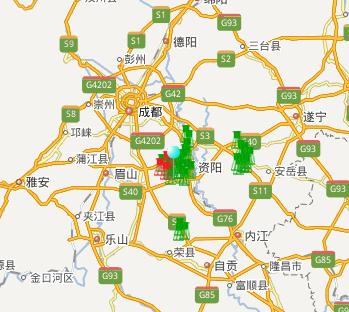 绵阳
S1
G93
S9
S1
德阳
三台县
彭州
S2
G4202
G42
G93
崇州
成都
遂宁
S8
G4202
S3
邛崃
G93
蒲江县
资阳
安岳县
雅安
眉山
S40
S11
G93
夹江县
G76
乐山
内江
荣县
G85
自贡
隆昌市
金口河区
G93
富顺县
G85